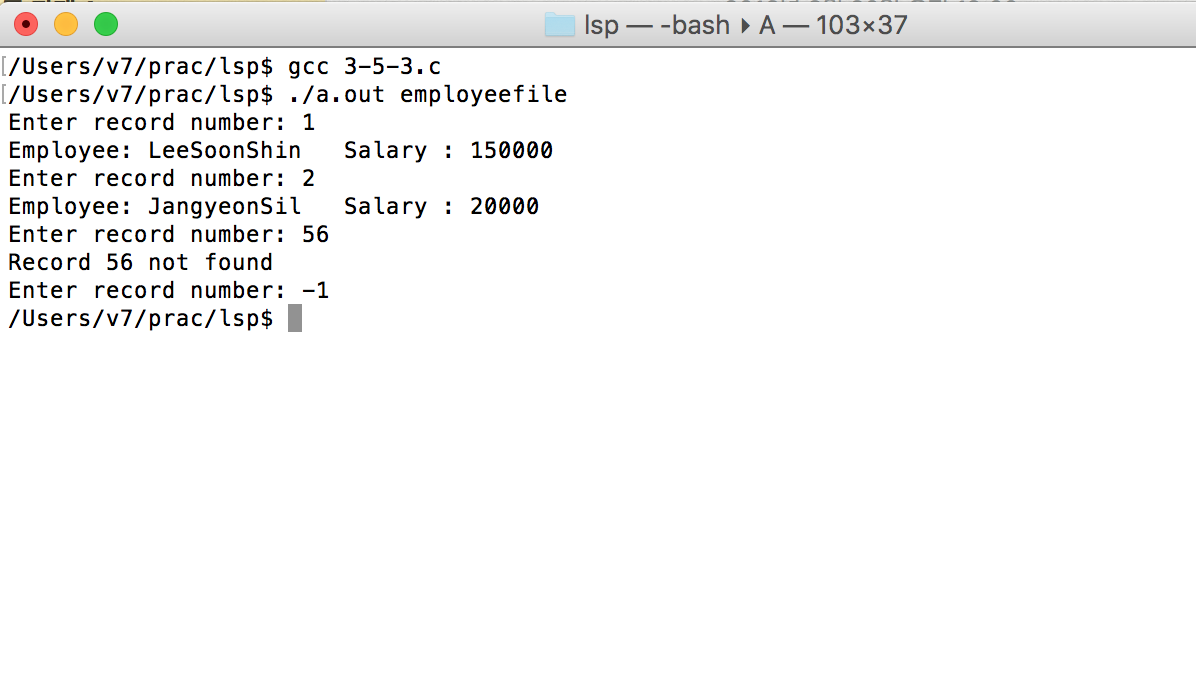 lsp — -bash ▸ A — 103×37
[/Users/v7/prac/lsp$ gcc 3-5-3.c
[/Users/v7/prac/lsp$ ./a.out employeefile
Enter record number: 1
Employee: LeeSoonShin   Salary : 150000
Enter record number: 2
Employee: JangyeonSil   Salary : 20000
Enter record number: 56
Record 56 not found
Enter record number: -1
/Users/v7/prac/lsp$